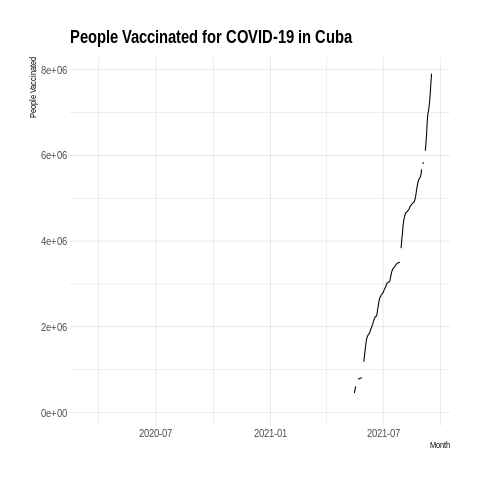 People Vaccinated for COVID-19 in Cuba
People Vaccinated
8e+06
6e+06
4e+06
2e+06
0e+00
2020-07 2021-01 2021-07
Month